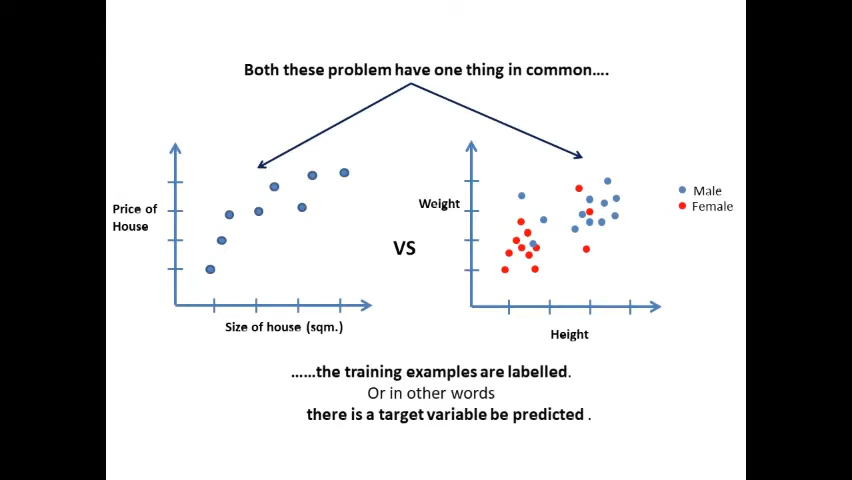 Both these problem have one thing in common....
Price of
House
Size of house (sqm.)
VS
Weight
Height
Male
Female
......the training examples are labelled.
Or in other words
there is a target variable be predicted .